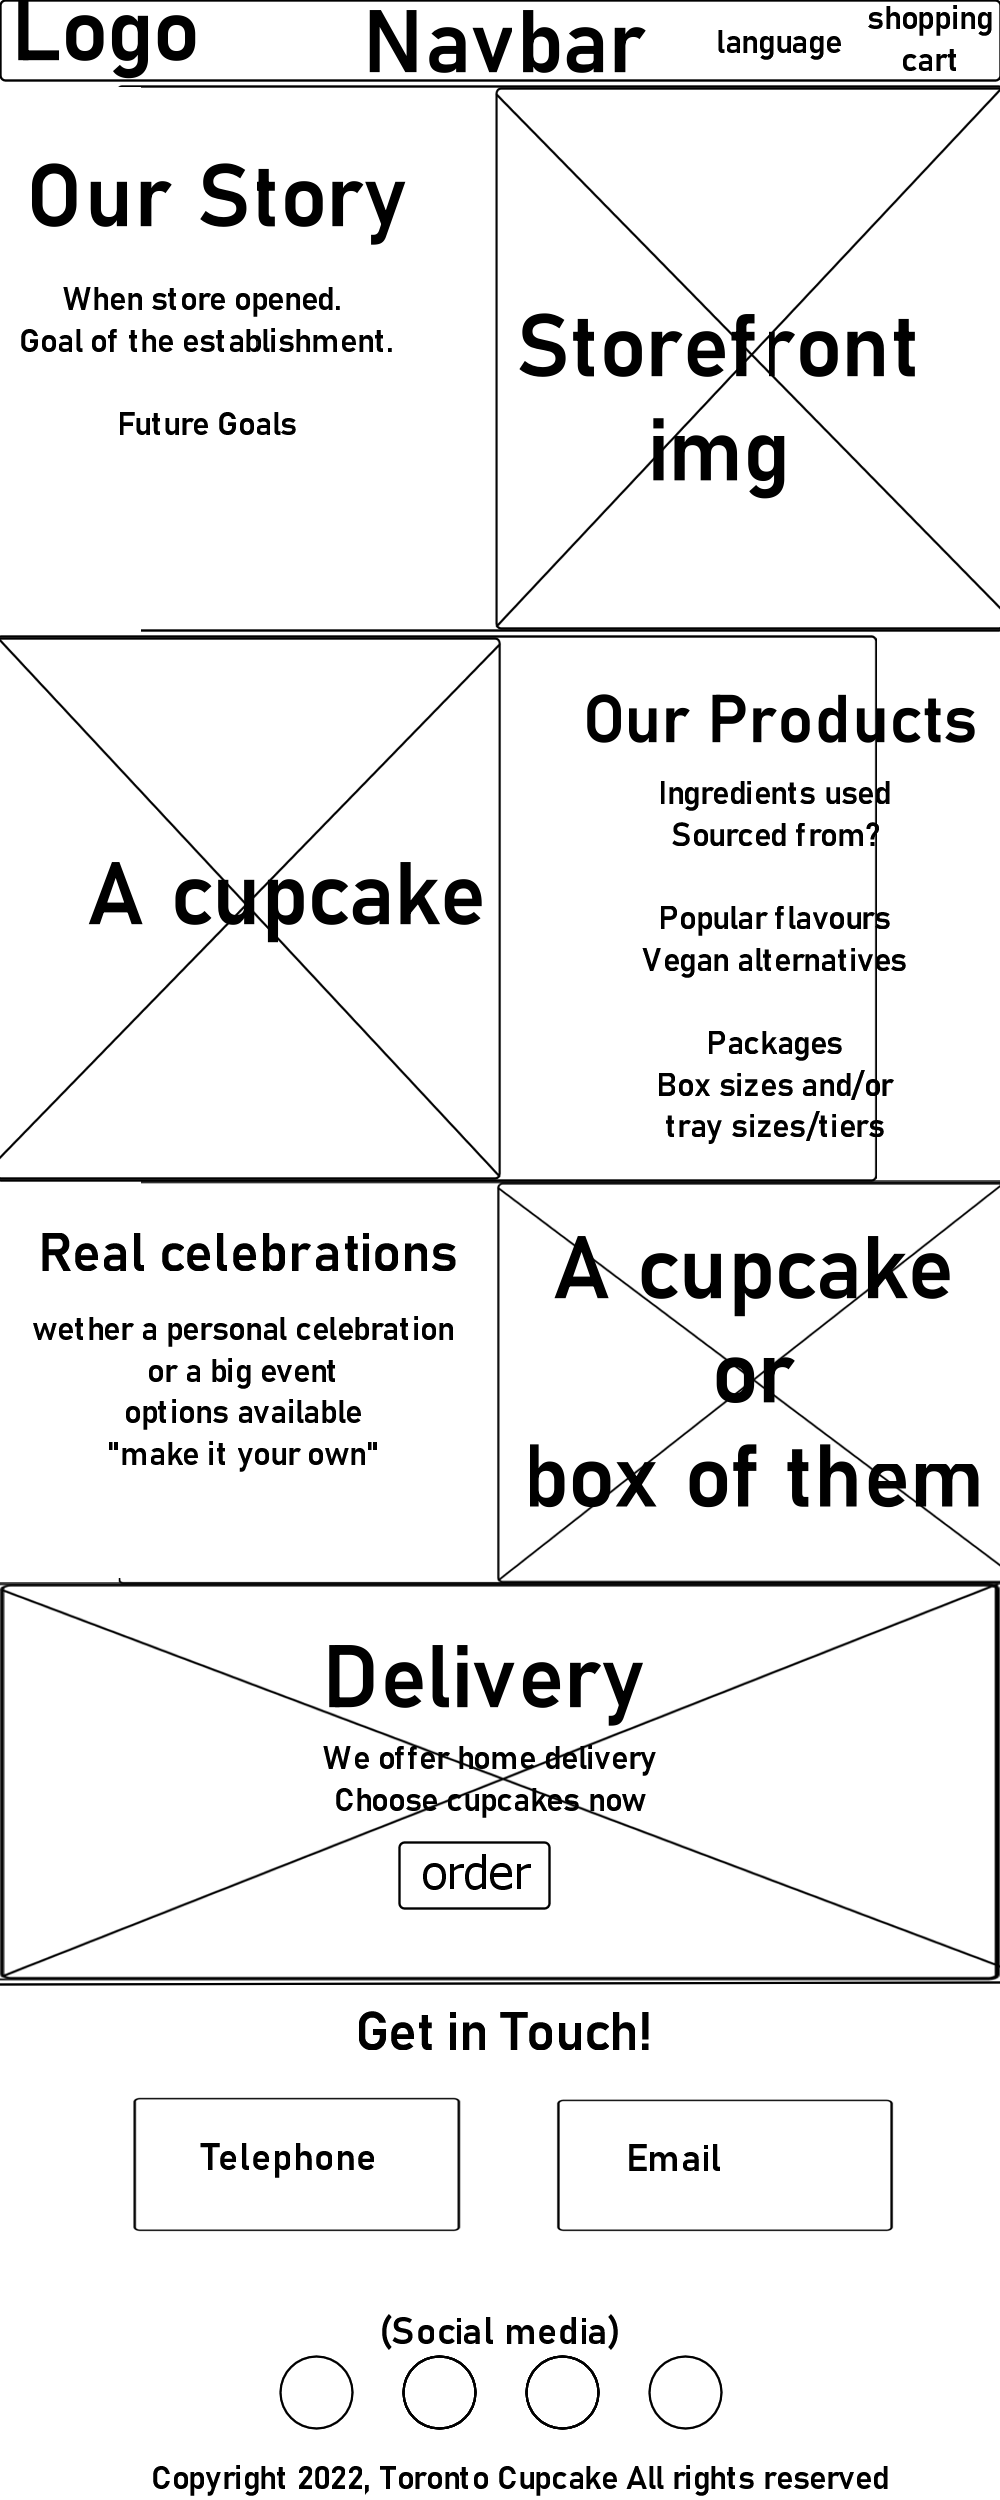 Logo
Navbar
language
shopping
cart
Our Story
When store opened.
Goal of the establishment.
Future Goals
Storefront
img
A cupcake
Our Products
Ingredients used
Sourced from?
Popular flavours
Vegan alternatives
Packages
Box sizes and/or
tray sizes/tiers
Real celebrations
wether a personal celebration
or a big event
options available
"make it your own"
A cupcake
or
box of them
Delivery
We offer home delivery
Choose cupcakes now
order
Get in Touch!
Telephone
Email
(Social media)
Copyright 2022, Toronto Cupcake All rights reserved